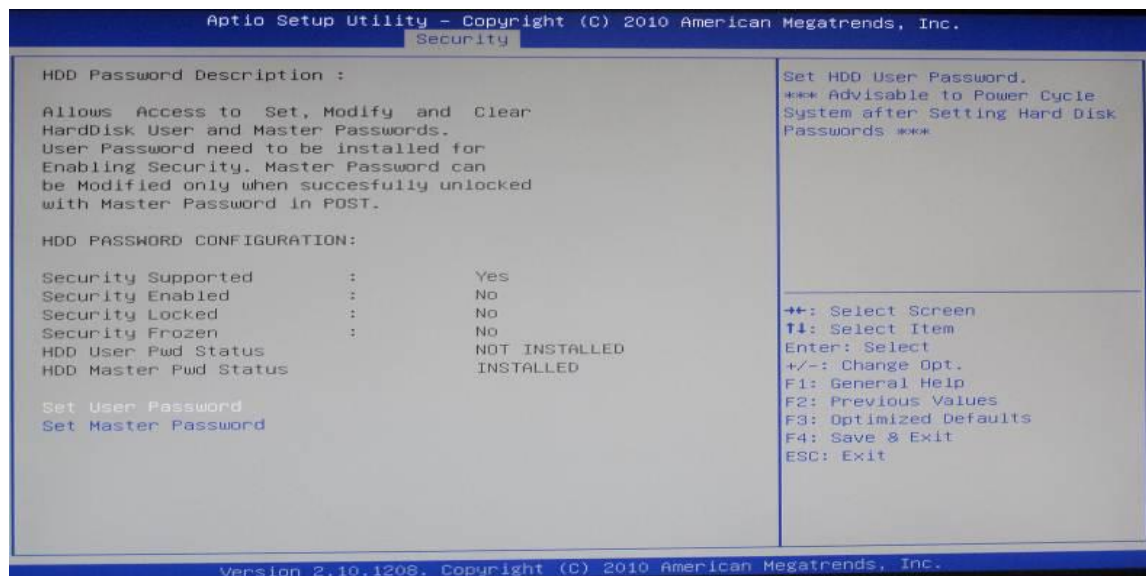 Aptio Setup Utility – Copyright (C) 2010 American Megatrends, Inc.
Security
HDD Password Description :
Allows Access to Set, Modify and Clear
HardDisk User and Master Passwords.
User Password need to be installed for
Enabling Security. Master Password can
be Modified only when succesfully unlocked
with Master Password in POST.
HDD PASSWORD CONFIGURATION:
Security Supported : Yes
Security Enabled : No
Security Locked : No
Security Frozen : No
HDD User Pwd Status NOT INSTALLED
HDD Master Pwd Status INSTALLED
Set User Password
Set Master Password
Set HDD User Password.
*** Advisable to Power Cycle
System after Setting Hard Disk
Passwords ***
→←: Select Screen
↑↓: Select Item
Enter: Select
+/-: Change Opt.
F1: General Help
F2: Previous Values
F3: Optimized Defaults
F4: Save & Exit
ESC: Exit
Version 2.10.1208. Copyright (C) 2010 American Megatrends, Inc.